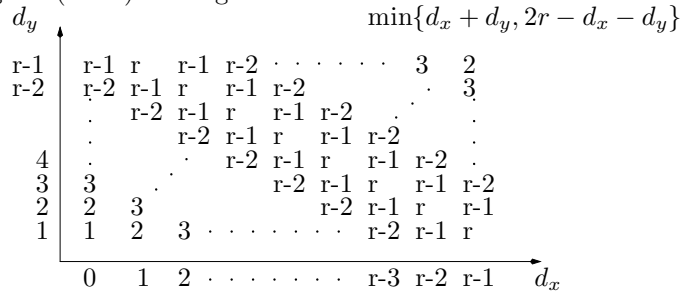 d_y min{d_x + d_y, 2r − d_x − d_y}
r-1 r-1 r r-1 r-2 · · · · · · 3 2
r-2 r-2 r-1 r r-1 r-2 · 3
r-2 r-1 r r-1 r-2
r-2 r-1 r r-1 r-2
4 r-2 r-1 r r-1 r-2
3 3 r-2 r-1 r r-1 r-2
2 2 3 r-2 r-1 r r-1
1 1 2 3 · · · · · · · r-2 r-1 r
0 1 2 · · · · · · · r-3 r-2 r-1 d_x